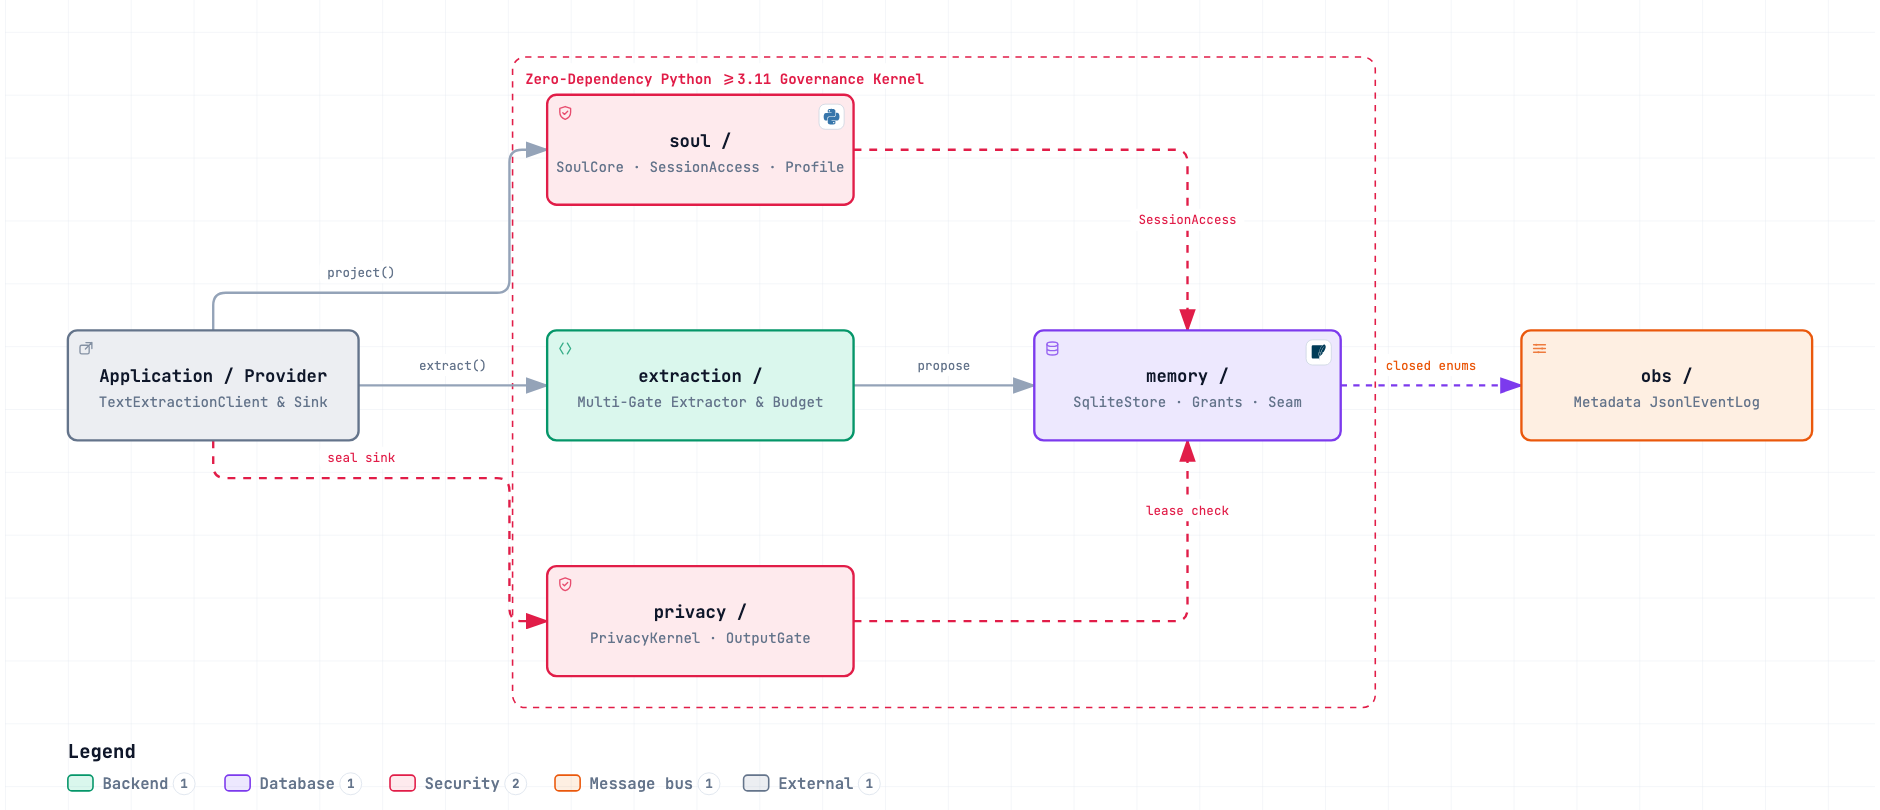 Zero-Dependency Python ≥3.11 Governance Kernel
soul /
SoulCore · SessionAccess · Profile
SessionAccess
project()
Application / Provider
TextExtractionClient & Sink
extract()
extraction /
Multi-Gate Extractor & Budget
propose
memory /
SqliteStore · Grants · Seam
closed enums
obs /
Metadata JsonlEventLog
seal sink
lease check
privacy /
PrivacyKernel · OutputGate
Legend
Backend 1 Database 1 Security 2 Message bus 1 External 1